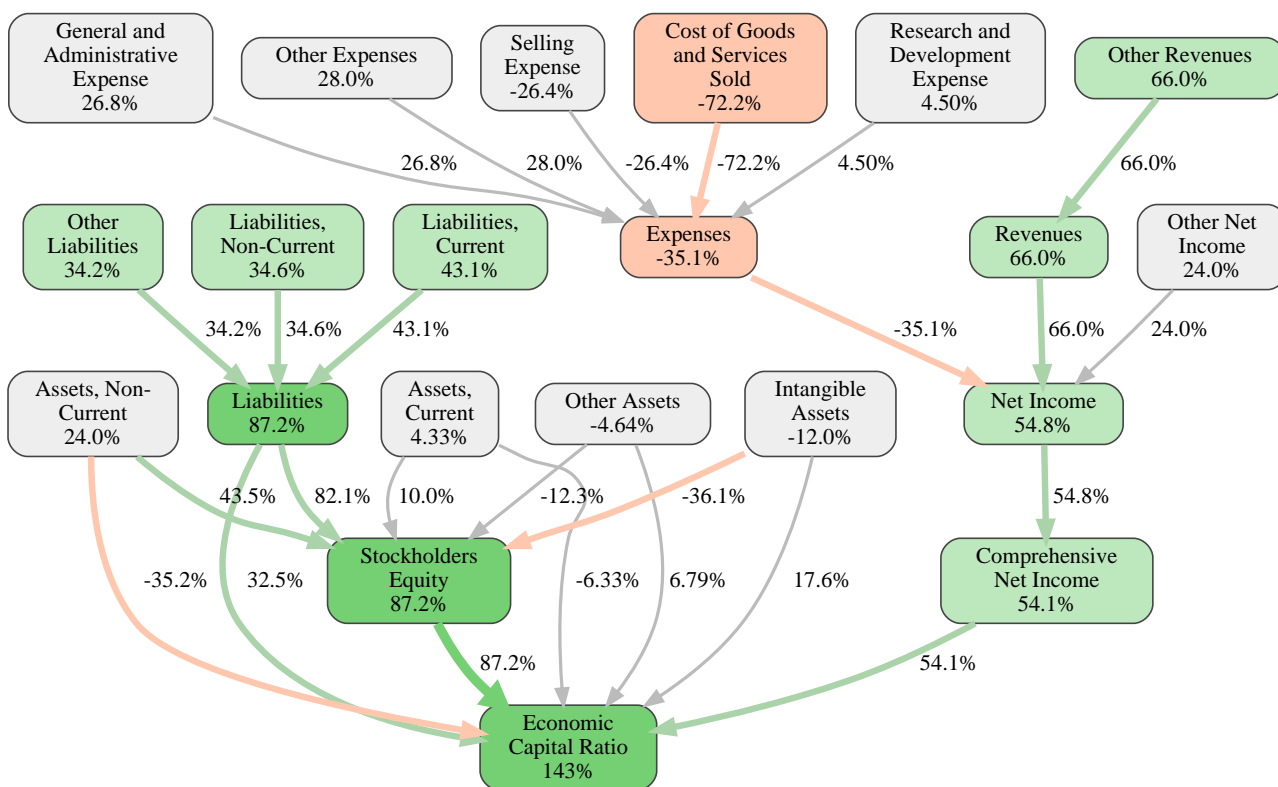 General and
Administrative
Expense
26.8%
Other Expenses
28.0%
Selling
Expense
-26.4%
Cost of Goods
and Services
Sold
-72.2%
Research and
Development
Expense
4.50%
Other Revenues
66.0%
26.8%
28.0%
-26.4%
-72.2%
4.50%
66.0%
Other
Liabilities
34.2%
Liabilities,
Non-Current
34.6%
Liabilities,
Current
43.1%
Expenses
-35.1%
Revenues
66.0%
Other Net
Income
24.0%
34.2%
34.6%
43.1%
-35.1%
66.0%
24.0%
Assets, Non-
Current
24.0%
Liabilities
87.2%
Assets,
Current
4.33%
Other Assets
-4.64%
Intangible
Assets
-12.0%
Net Income
54.8%
43.5%
82.1%
10.0%
-12.3%
-36.1%
54.8%
Stockholders
Equity
87.2%
Comprehensive
Net Income
54.1%
-35.2%
32.5%
-6.33%
6.79%
17.6%
87.2%
54.1%
Economic
Capital Ratio
143%